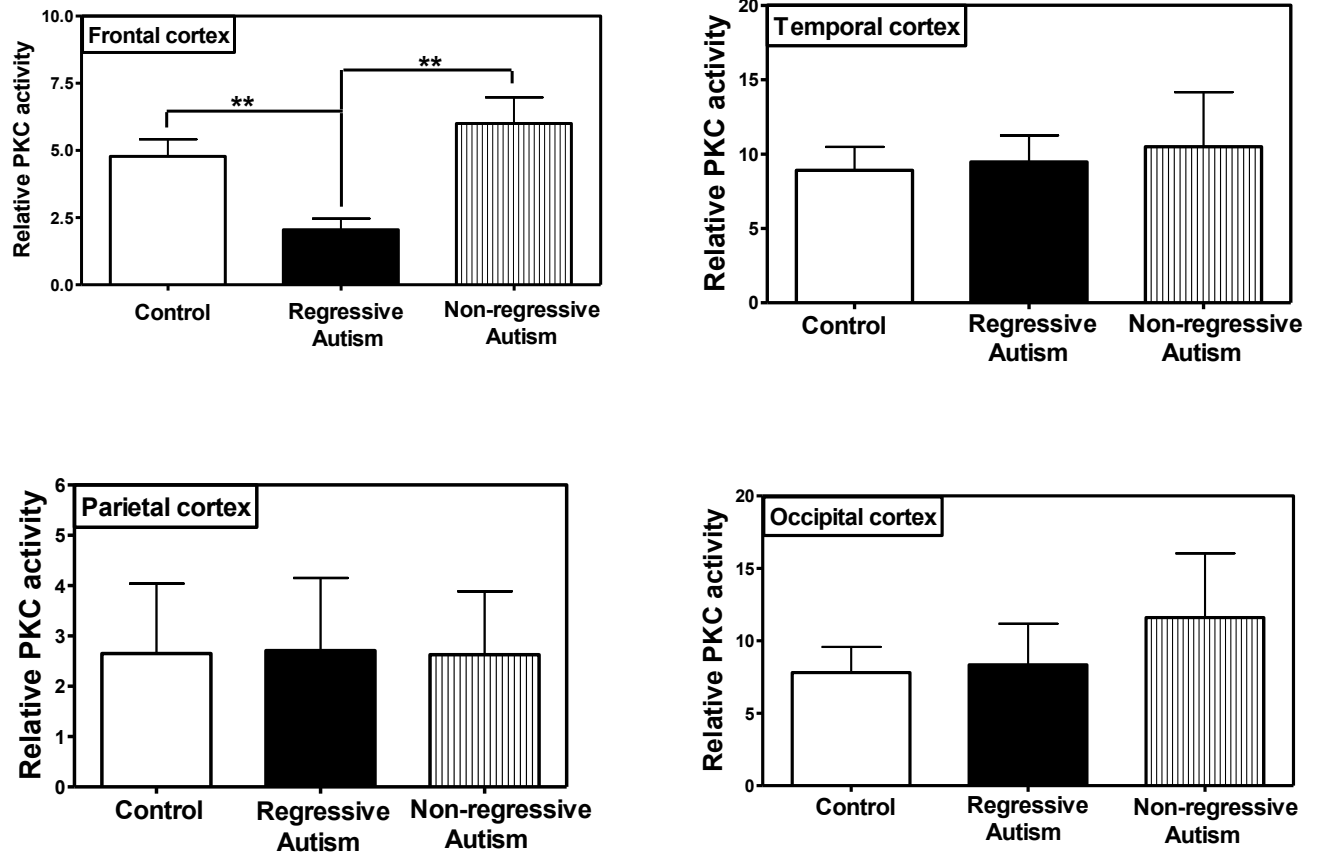 Frontal cortex
Relative PKC activity
10.0
7.5
5.0
2.5
0.0
**
**
Control
Regressive
Autism
Non-regressive
Autism
Temporal cortex
Relative PKC activity
20
15
10
5
0
Control
Regressive
Autism
Non-regressive
Autism
Parietal cortex
Relative PKC activity
6
5
4
3
2
1
0
Control
Regressive
Autism
Non-regressive
Autism
Occipital cortex
Relative PKC activity
20
15
10
5
0
Control
Regressive
Autism
Non-regressive
Autism